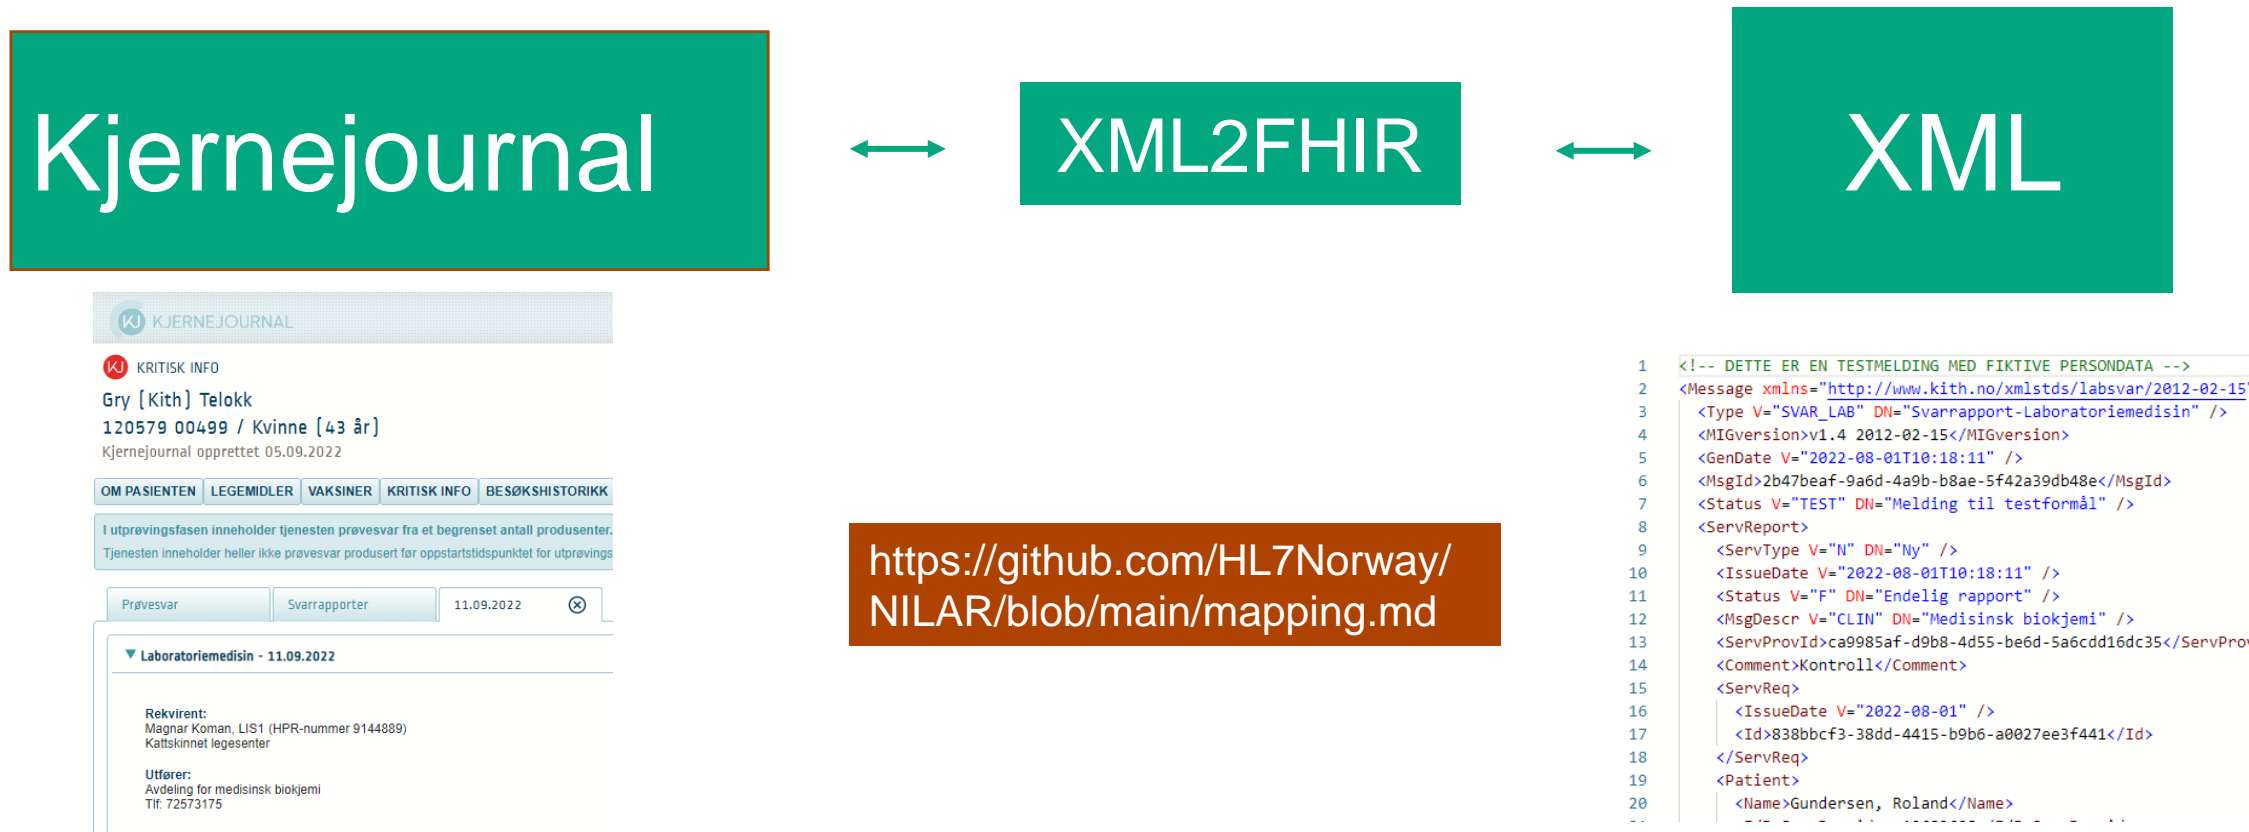 Kjernejournal
XML2FHIR
XML
KJ KJERNEJOURNAL
KJ KRITISK INFO
Gry (Kith) Telokk
120579 00499 / Kvinne (43 år)
Kjernejournal opprettet 05.09.2022
OM PASIENTEN LEGEMIDLER VAKSINER KRITISK INFO BESØKSHISTORIKK
I utprøvingsfasen inneholder tjenesten prøvesvar fra et begrenset antall produsenter.
Tjenesten inneholder heller ikke prøvesvar produsert før oppstartstidspunktet for utprøvings
Prøvesvar Svarrapporter 11.09.2022
Laboratoriemedisin - 11.09.2022
Rekvirent:
Magnar Koman, LIS1 (HPR-nummer 9144889)
Kattskinnet legesenter
Utfører:
Avdeling for medisinsk biokjemi
Tlf: 72573175
https://github.com/HL7Norway/
NILAR/blob/main/mapping.md
1 <!-- DETTE ER EN TESTMELDING MED FIKTIVE PERSONDATA -->
2 <Message xmlns="http://www.kith.no/xmlstds/labsvar/2012-02-15"
3 <Type V="SVAR_LAB" DN="Svarrapport-Laboratoriemedisin" />
4 <MIGversion>v1.4 2012-02-15</MIGversion>
5 <GenDate V="2022-08-01T10:18:11" />
6 <MsgId>2b47beaf-9a6d-4a9b-b8ae-5f42a39db48e</MsgId>
7 <Status V="TEST" DN="Melding til testformål" />
8 <ServReport>
9 <ServType V="N" DN="Ny" />
10 <IssueDate V="2022-08-01T10:18:11" />
11 <Status V="F" DN="Endelig rapport" />
12 <MsgDescr V="CLIN" DN="Medisinsk biokjemi" />
13 <ServProvId>ca9985af-d9b8-4d55-be6d-5a6cdd16dc35</ServProv
14 <Comment>Kontroll</Comment>
15 <ServReq>
16 <IssueDate V="2022-08-01" />
17 <Id>838bbcf3-38dd-4415-b9b6-a0027ee3f441</Id>
18 </ServReq>
19 <Patient>
20 <Name>Gundersen, Roland</Name>